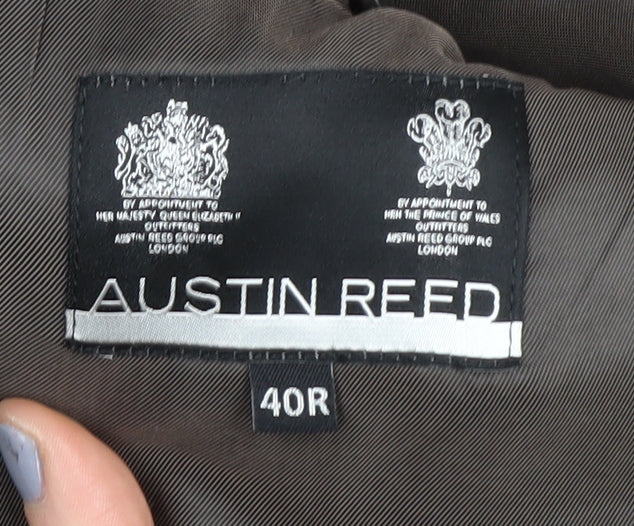 BY APPOINTMENT TO
HER MAJESTY QUEEN ELIZABETH II
OUTFITTERS
AUSTIN REED GROUP PLC
LONDON
BY APPOINTMENT TO
HRH THE PRINCE OF WALES
OUTFITTERS
AUSTIN REED GROUP PLC
LONDON
AUSTIN REED
40R